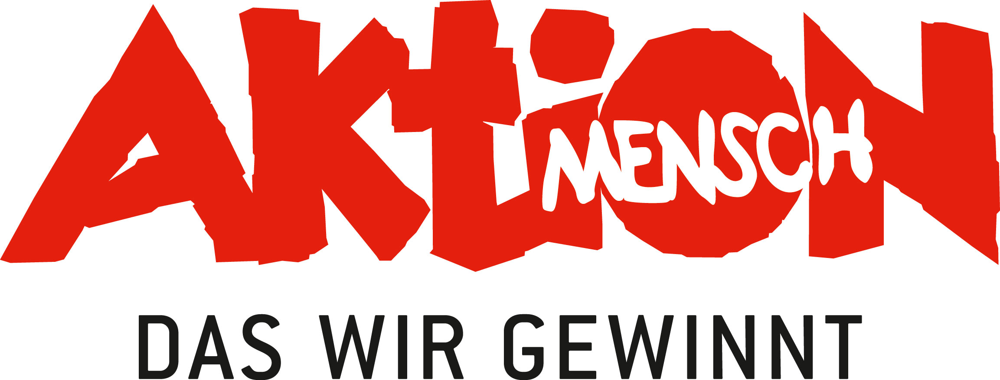 AKtiON
MENSCH
DAS WIR GEWINNT